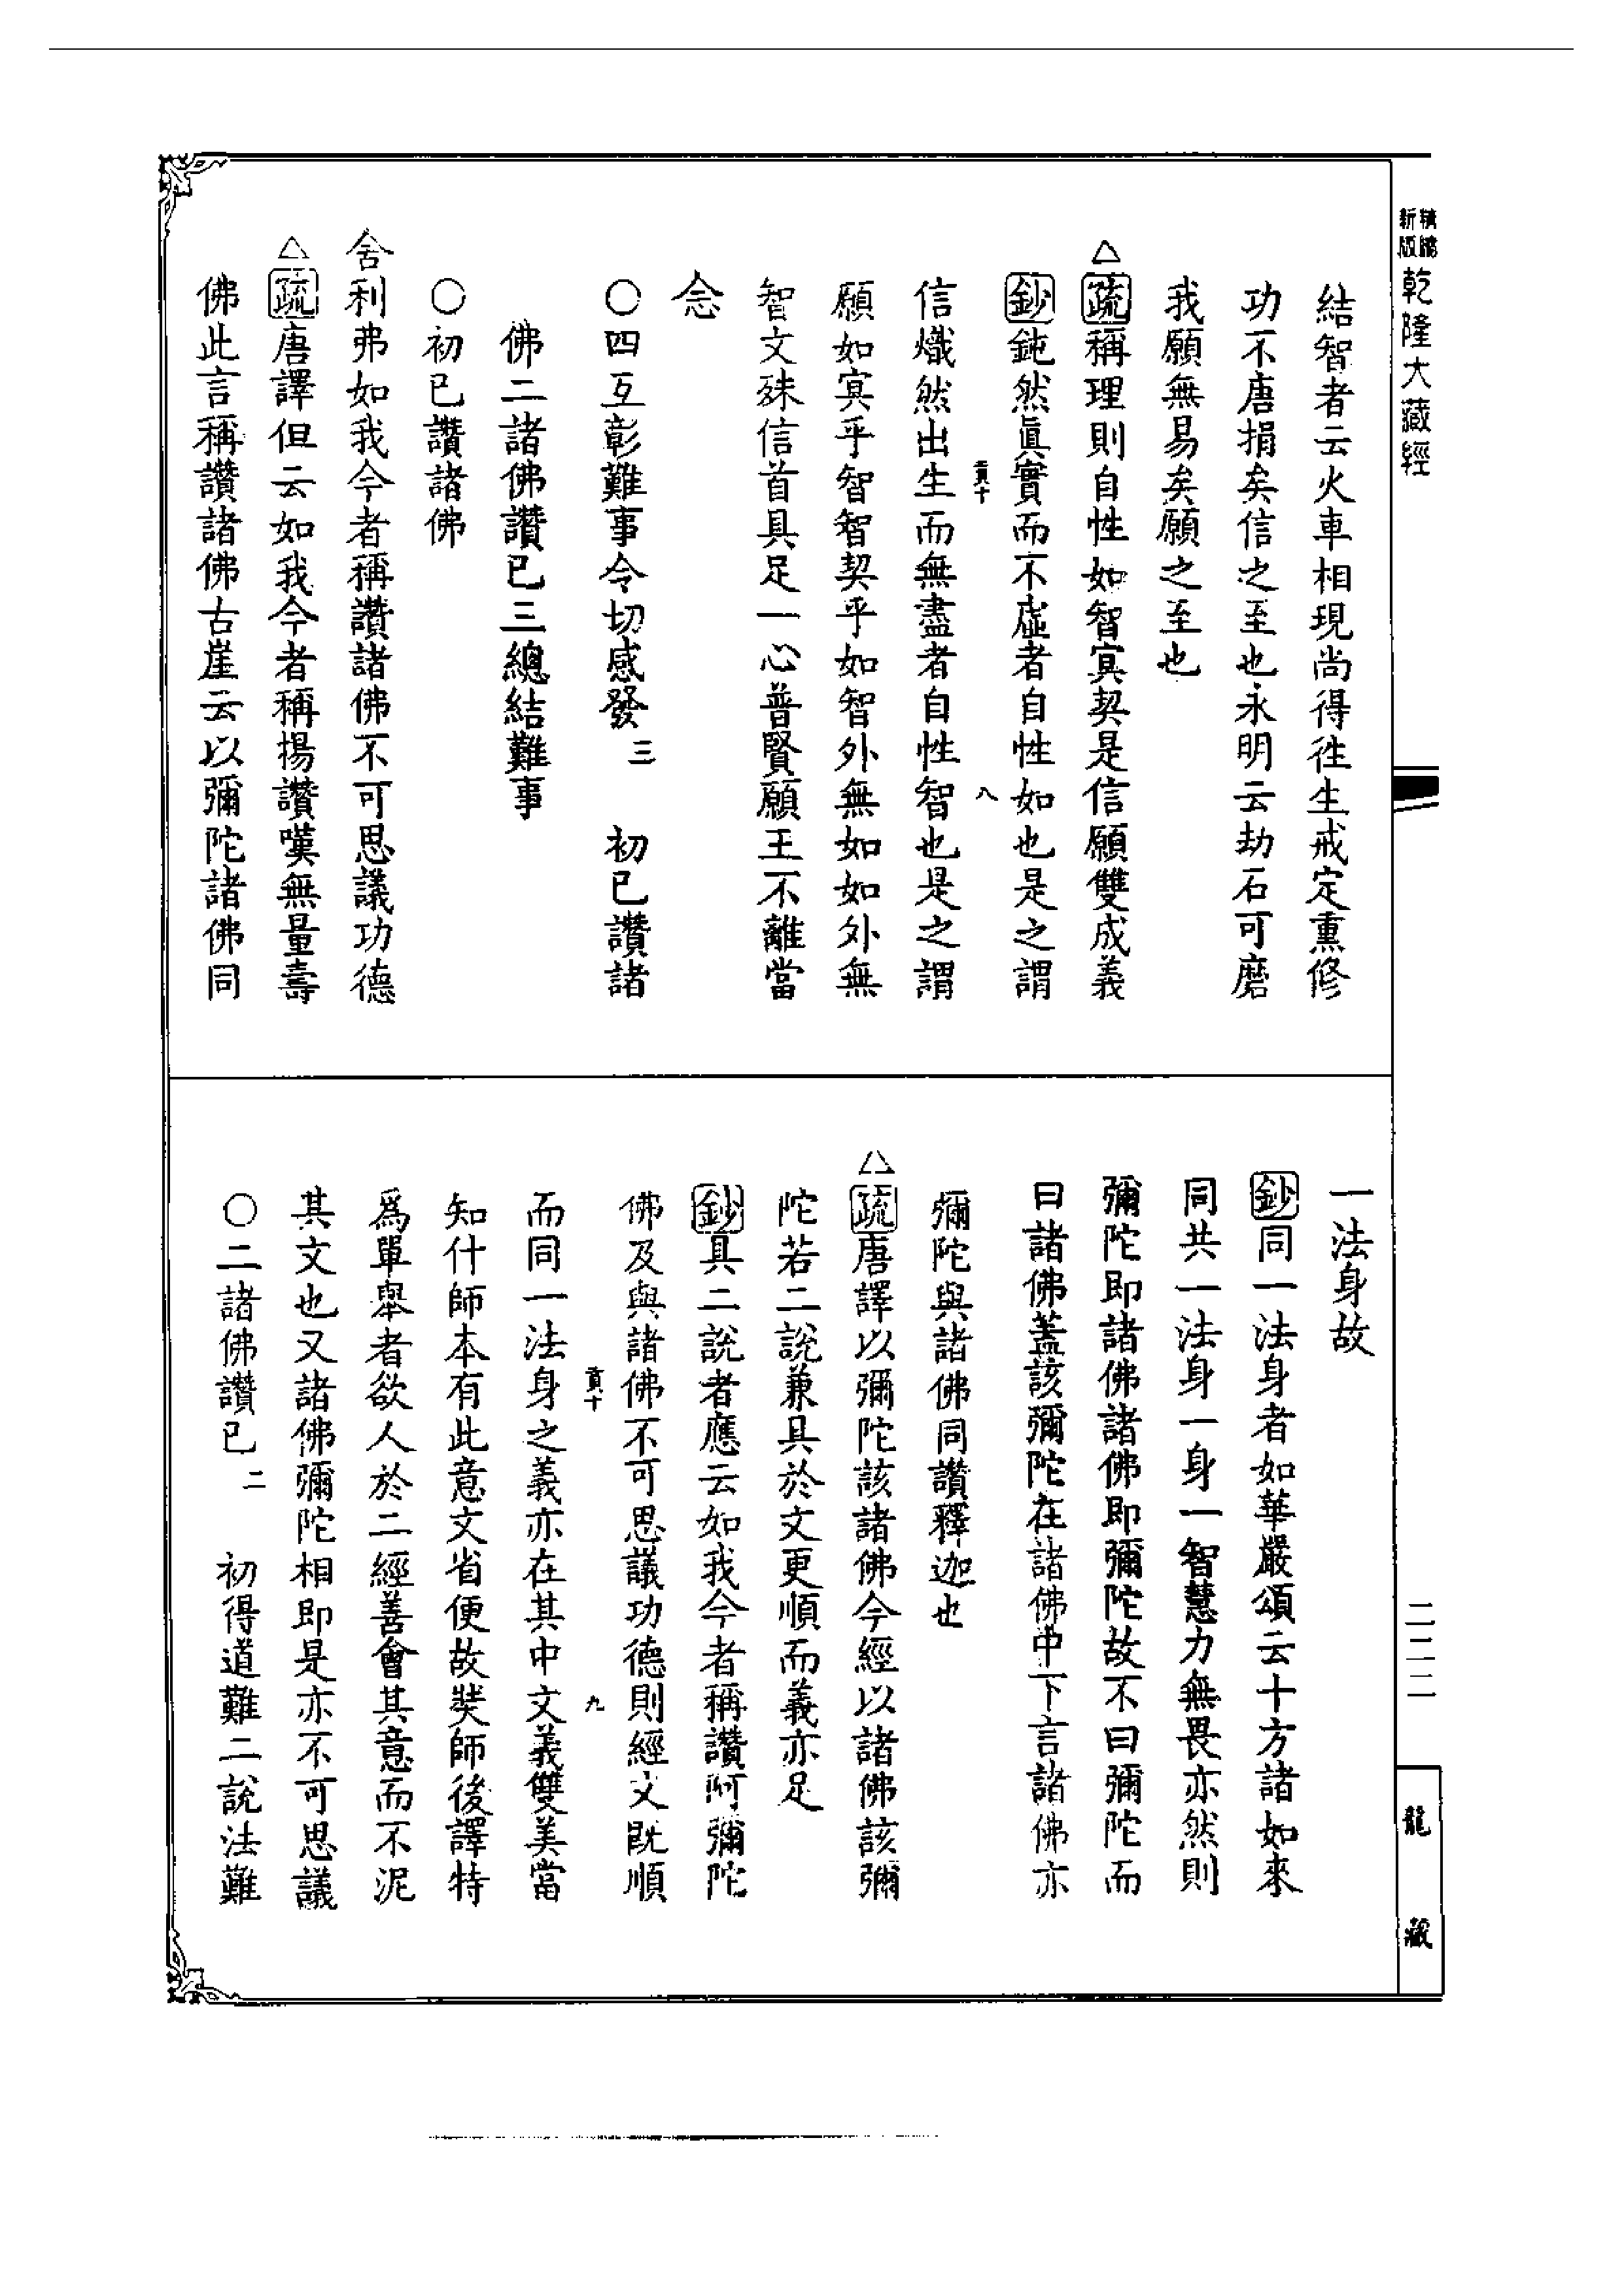 新編
新版
乾隆大藏經
結智者云火車相現尚得徃生戒定熏修
功不唐捐矣信之至也永明云劫石可磨
我願無易矣願之至也
△疏稱理則自性如智冥契是信願雙成義
鈔鈍然眞實而不虛者自性如也是之謂
貢十
八
信熾然出生而無盡者自性智也是之謂
願如冥乎智智契乎如智外無如如外無
智文殊信首具足一心普賢願王不離當
念
○四互彰難事令切感發三 初已讚諸
佛二諸佛讚已三總結難事
○初已讚諸佛
舍利弗如我今者稱讚諸佛不可思議功德
△疏唐譯但云如我今者稱揚讚嘆無量壽
佛此言稱讚諸佛古崖云以彌陀諸佛同
一法身故
鈔同一法身者如華嚴頌云十方諸如來
同共一法身一身一智慧力無畏亦然則
彌陀即諸佛諸佛即彌陀故不曰彌陀而
曰諸佛蓋該彌陀在諸佛中下言諸佛亦
彌陀與諸佛同讚釋迦也
△疏唐譯以彌陀該諸佛今經以諸佛該彌
陀若二說兼具於文更順而義亦足
鈔具二說者應云如我今者稱讚阿彌陀
佛及與諸佛不可思議功德則經文既順
貢十
九
而同一法身之義亦在其中文義雙美當
知什師本有此意文省便故奘師後譯特
爲單舉者欲人於二經善會其意而不泥
其文也又諸佛彌陀相即是亦不可思議
○二諸佛讚已二 初得道難二說法難
二二二
龍藏